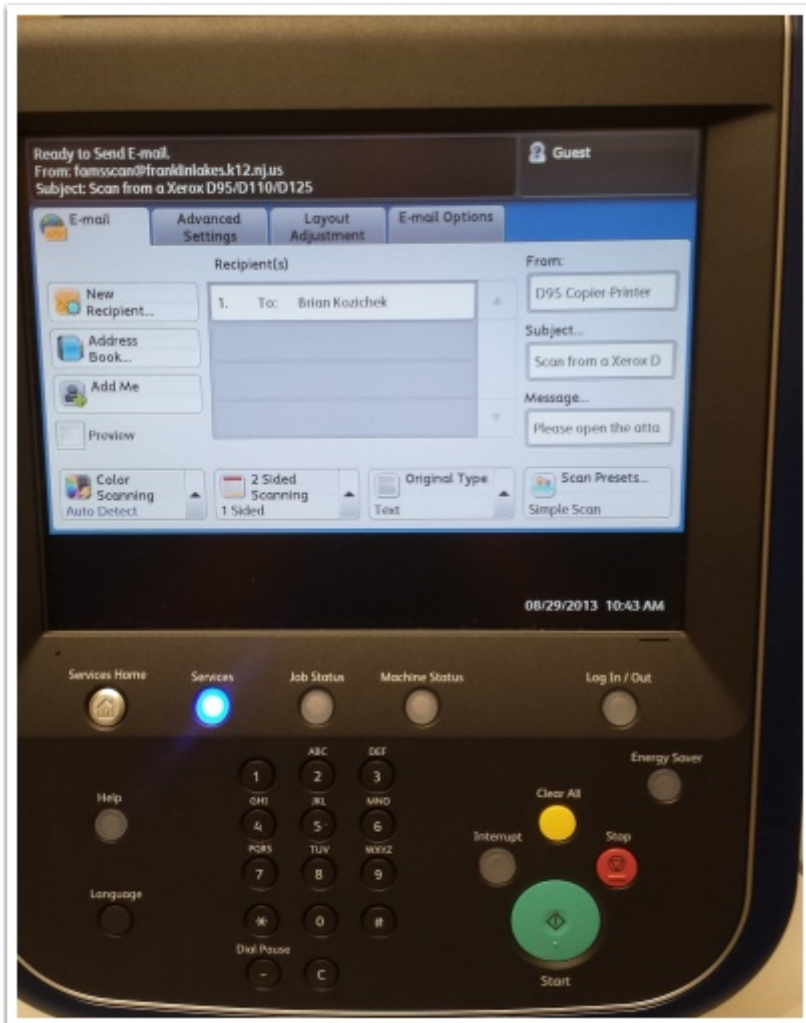 Ready to Send E-mail.
From: famsscan@franklinlakes.k12.nj.us
Subject: Scan from a Xerox D95/D110/D125
Guest
E-mail
Advanced
Settings
Layout
Adjustment
E-mail Options
Recipient(s)
From:
New
Recipient...
1. To: Brian Kozichek
D95 Copier-Printer
Address
Book...
Subject...
Scan from a Xerox D
Add Me
Message...
Preview
Please open the atta
Color
Scanning
Auto Detect
2 Sided
Scanning
1 Sided
Original Type
Text
Scan Presets...
Simple Scan
08/29/2013 10:43 AM
Services Home
Services
Job Status
Machine Status
Log In / Out
Energy Saver
Help
ABC
DEF
1
2
3
GHI
JKL
MNO
4
5
6
PQRS
TUV
WXYZ
7
8
9
Clear All
Interrupt
Stop
Language
*
0
#
Dial Pause
-
C
Start